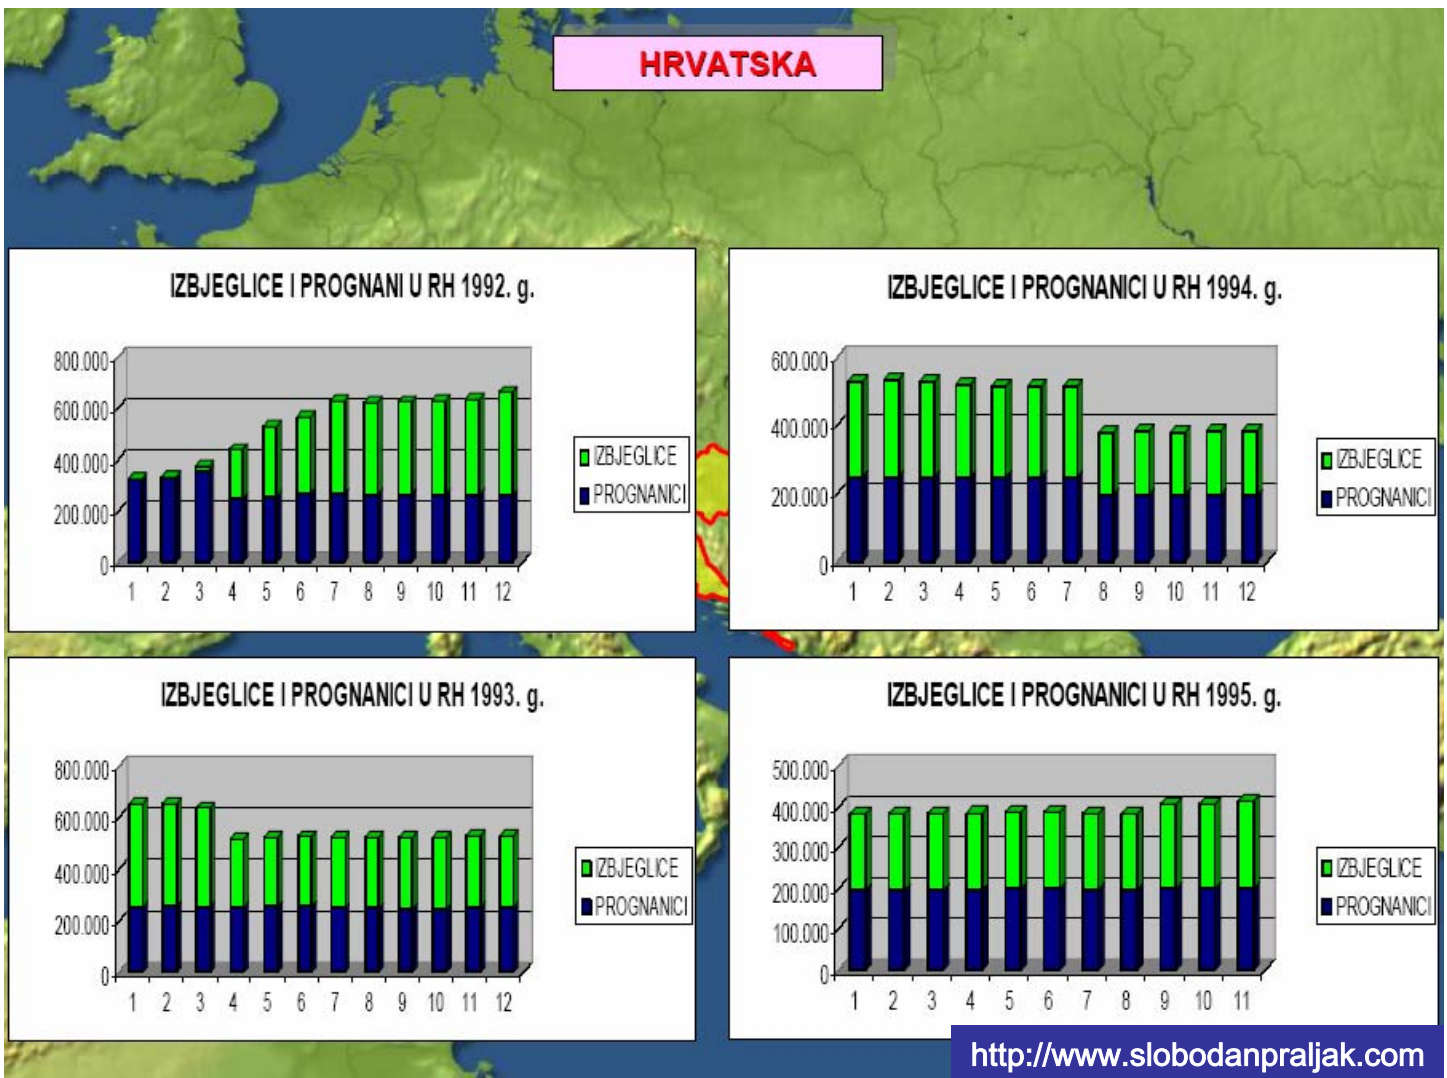 HRVATSKA
IZBJEGLICE I PROGNANI U RH 1992. g.
800.000
600.000
400.000
200.000
0
1 2 3 4 5 6 7 8 9 10 11 12
IZBJEGLICE
PROGNANICI
IZBJEGLICE I PROGNANICI U RH 1994. g.
600.000
400.000
200.000
0
1 2 3 4 5 6 7 8 9 10 11 12
IZBJEGLICE
PROGNANICI
IZBJEGLICE I PROGNANICI U RH 1993. g.
800.000
600.000
400.000
200.000
0
1 2 3 4 5 6 7 8 9 10 11 12
IZBJEGLICE
PROGNANICI
IZBJEGLICE I PROGNANICI U RH 1995. g.
500.000
400.000
300.000
200.000
100.000
0
1 2 3 4 5 6 7 8 9 10 11
IZBJEGLICE
PROGNANICI
http://www.slobodanpraljak.com